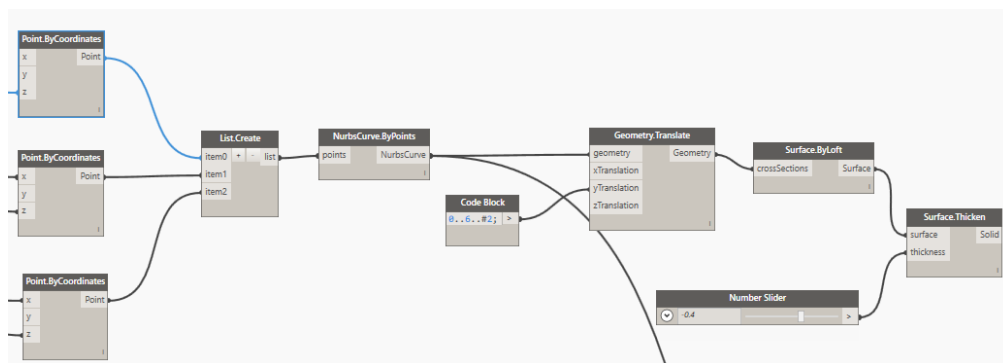 Point.ByCoordinates
x Point
y
z
Point.ByCoordinates
x Point
y
z
Point.ByCoordinates
x Point
y
z
List.Create
item0 + - list
item1
item2
NurbsCurve.ByPoints
points NurbsCurve
Code Block
0..6..#2; >
Geometry.Translate
geometry Geometry
xTranslation
yTranslation
zTranslation
Surface.ByLoft
crossSections Surface
Number Slider
-0.4 >
Surface.Thicken
surface Solid
thickness